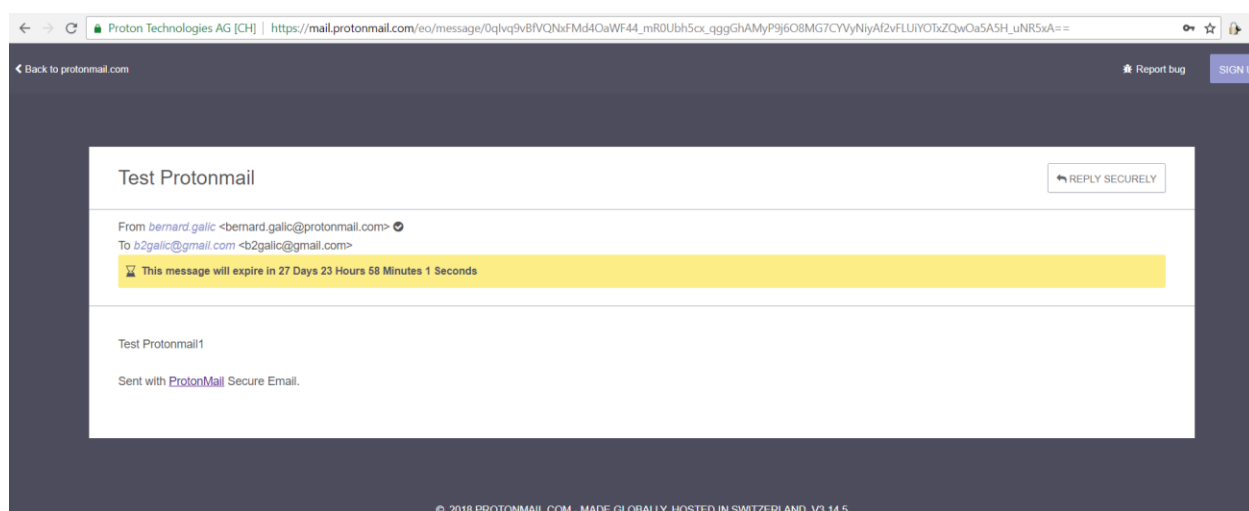 Proton Technologies AG [CH] | https://mail.protonmail.com/eo/message/0qIvq9vBfVQNxFMd4OaWF44_mR0Ubh5cx_qggGhAMyP9j6O8MG7CYVyNiyAf2vFLUiYOTxZQwOa5A5H_uNR5xA==
Back to protonmail.com
Report bug
SIGN
Test Protonmail
REPLY SECURELY
From bernard.galic <bernard.galic@protonmail.com>
To b2galic@gmail.com <b2galic@gmail.com>
This message will expire in 27 Days 23 Hours 58 Minutes 1 Seconds
Test Protonmail1
Sent with ProtonMail Secure Email.
© 2018 PROTONMAIL.COM - MADE GLOBALLY, HOSTED IN SWITZERLAND. V3.14.5